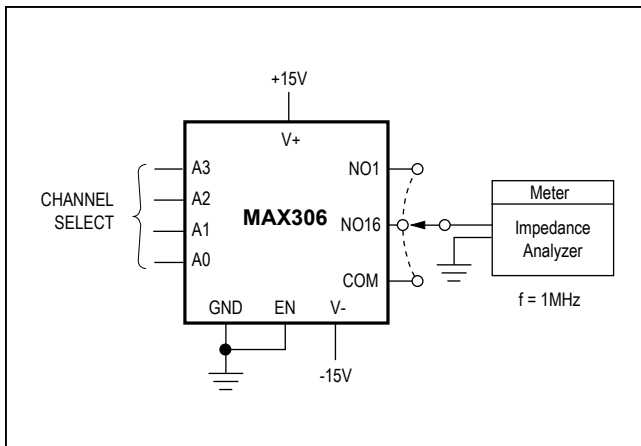 +15V
V+
A3
A2
A1
A0
CHANNEL
SELECT
MAX306
NO1
NO16
COM
GND
EN
V-
-15V
Meter
Impedance
Analyzer
f = 1MHz